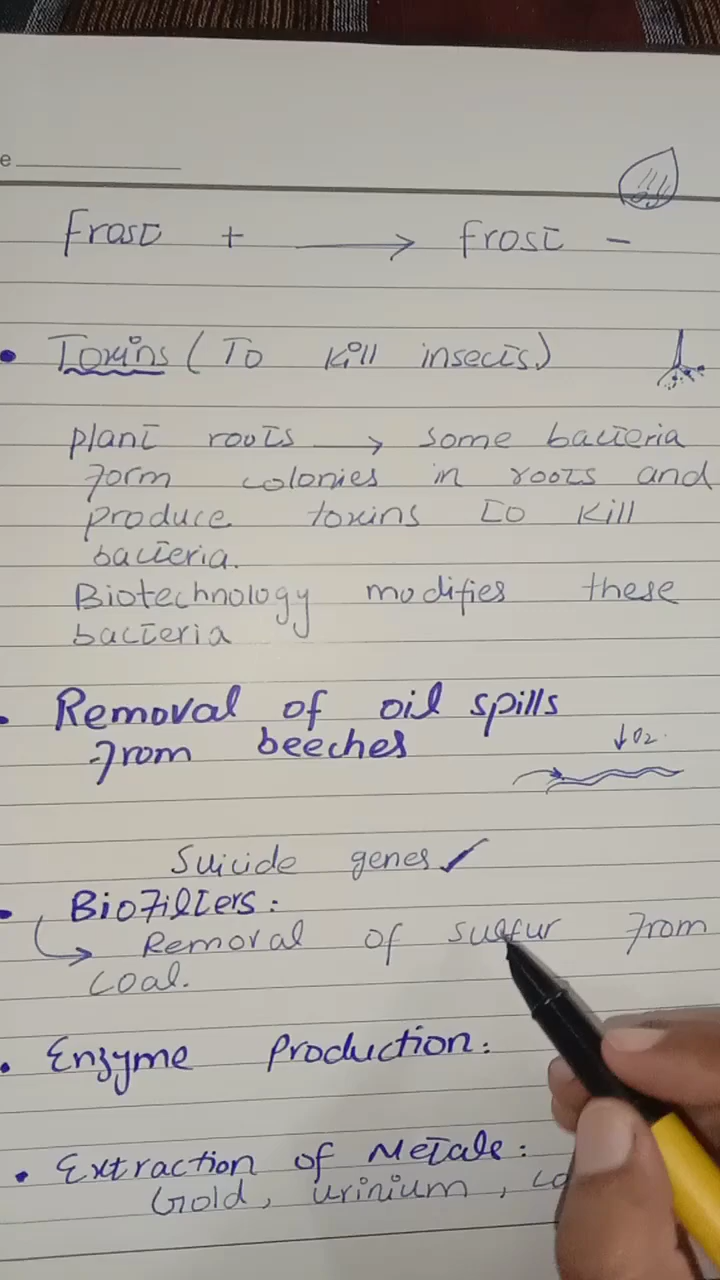 e
Frost + → frost -
• Toxins (To kill insects)
plant roots → some bacteria
form colonies in roots and
produce toxins to kill
bacteria.
Biotechnology modifies these
bacteria
• Removal of oil spills
from beeches
↓O2.
Suicide genes ✓
• BioFilters:
↳ Removal of sulfur from
coal.
• Enzyme Production:
• Extraction of Metals:
Gold, urinium,